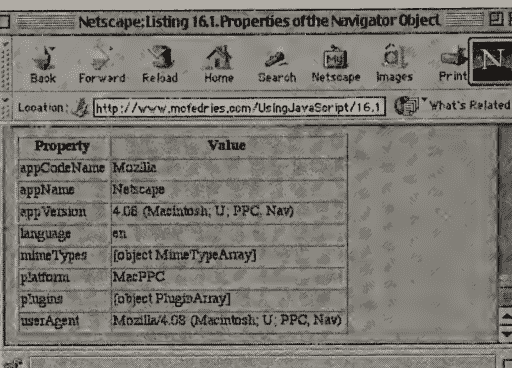 Netscape: Listing 16.1. Properties of the Navigator Object
Back Forward Reload Home Search Netscape Images Print N
Location: http://www.mcfedries.com/UsingJavaScript/16.1 What's Related
Property Value
appCodeName Mozilla
appName Netscape
appVersion 4.08 (Macintosh; U; PPC, Nav)
language en
mimeTypes [object MimeTypeArray]
platform MacPPC
plugins [object PluginArray]
userAgent Mozilla/4.08 (Macintosh; U; PPC, Nav)